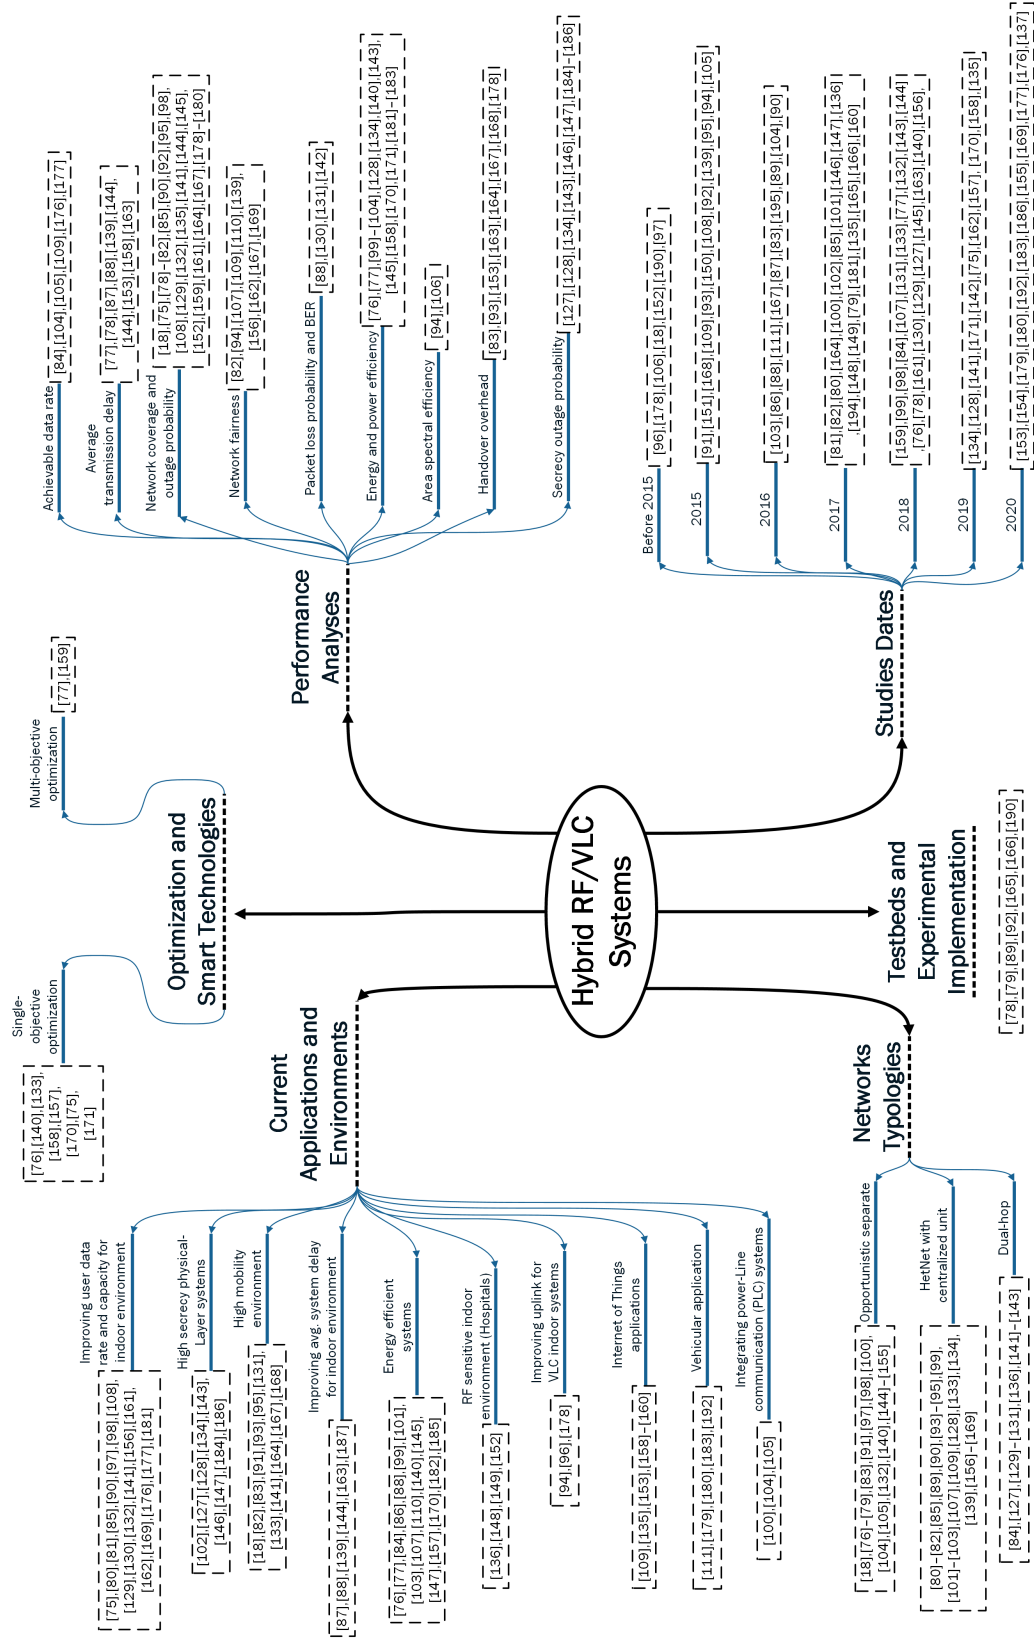 Hybrid RF/VLC
Systems
Current
Applications and
Environments
Improving user data
rate and capacity for
indoor environment
[75],[80],[81],[85],[90],[97],[98],[108],
[129],[130],[132],[141],[156],[161],
[162],[169],[176],[177],[181]
High secrecy physical-
Layer systems
[102],[127],[128],[134],[143],
[146],[147],[184],[186]
High mobility
environment
[18],[82],[83],[91],[93],[95],[131],
[133],[141],[164],[167],[168]
Improving avg. system delay
for indoor environment
[87],[88],[139],[144],[163],[187]
Energy efficient
systems
[76],[77],[84],[86],[88],[99],[101],
[103],[107],[110],[140],[145],
[147],[157],[170],[182],[185]
RF sensitive indoor
environment (Hospitals)
[136],[148],[149],[152]
Improving uplink for
VLC indoor systems
[94],[96],[178]
Internet of Things
applications
[109],[135],[153],[158]–[160]
Vehicular application
[111],[179],[180],[183],[192]
Integrating power-Line
communication (PLC) systems
[100],[104],[105]
Optimization and
Smart Technologies
Single-
objective
optimization
[76],[140],[133],
[158],[157],
[170],[75],
[171]
Multi-objective
optimization
[77],[159]
Performance
Analyses
Achievable data rate
[84],[104],[105],[109],[176],[177]
Average
transmission delay
[77],[78],[87],[88],[139],[144],
[144],[153],[158],[163]
Network coverage and
outage probability
[18],[75],[78]–[82],[85],[90],[92],[95],[98],
[108],[129],[132],[135],[141],[144],[145],
[152],[159],[161],[164],[167],[178]–[180]
Network fairness
[82],[94],[107],[109],[110],[139],
[156],[162],[167],[169]
Packet loss probability and BER
[88],[130],[131],[142]
Energy and power efficiency
[76],[77],[99]–[104],[128],[134],[140],[143],
[145],[158],[170],[171],[181]–[183]
Area spectral efficiency
[94],[106]
Handover overhead
[83],[93],[153],[163],[164],[167],[168],[178]
Secrecy outage probability
[127],[128],[134],[143],[146],[147],[184]–[186]
Networks
Typologies
Opportunistic separate
[18],[76]–[79],[83],[91],[97],[98],[100],
[104],[105],[132],[140],[144]–[155]
HetNet with
centralized unit
[80]–[82],[85],[89],[90],[93]–[95],[99],
[101]–[103],[107],[109],[128],[133],[134],
[139],[156]–[169]
Dual-hop
[84],[127],[129]–[131],[136],[141]–[143]
Testbeds and
Experimental
Implementation
[78],[79],[89],[92],[165],[166],[190]
Studies Dates
Before 2015
[96],[178],[106],[18],[152],[190],[97]
2015
[91],[151],[168],[109],[93],[150],[108],[92],[139],[95],[94],[105]
2016
[103],[86],[88],[111],[167],[87],[83],[195],[89],[104],[90]
2017
[81],[82],[80],[164],[100],[102],[85],[101],[146],[147],[136]
,[194],[148],[149],[79],[181],[135],[165],[166],[160]
2018
[159],[99],[98],[84],[107],[131],[133],[77],[132],[143],[144]
,[76],[78],[161],[130],[129],[127],[145],[163],[140],[156],
2019
[134],[128],[141],[171],[142],[75],[162],[157], [170],[158],[135]
2020
[153],[154],[179],[180],[192],[183],[186],[155],[169],[177],[176],[137]